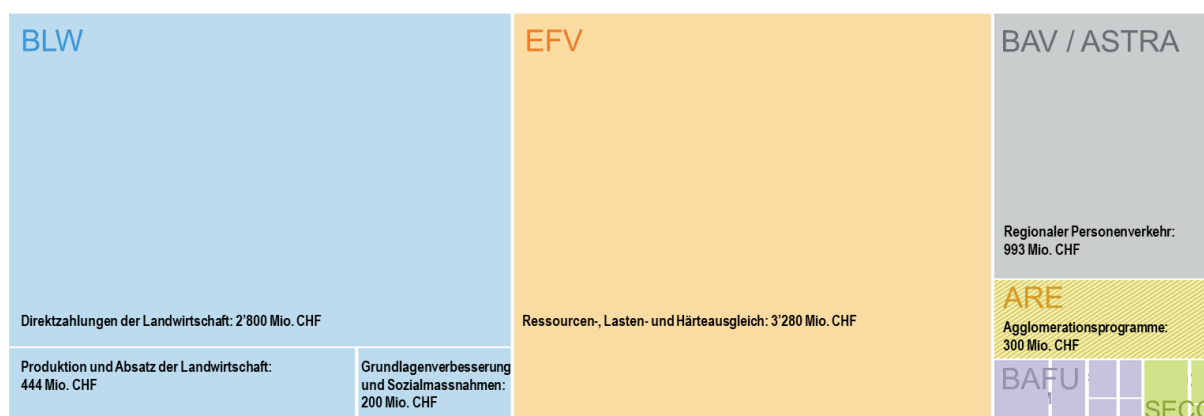 BLW
Direktzahlungen der Landwirtschaft: 2'800 Mio. CHF
Produktion und Absatz der Landwirtschaft:
444 Mio. CHF
Grundlagenverbesserung
und Sozialmassnahmen:
200 Mio. CHF
EFV
Ressourcen-, Lasten- und Härteausgleich: 3'280 Mio. CHF
BAV / ASTRA
Regionaler Personenverkehr:
993 Mio. CHF
ARE
Agglomerationsprogramme:
300 Mio. CHF
BAFU